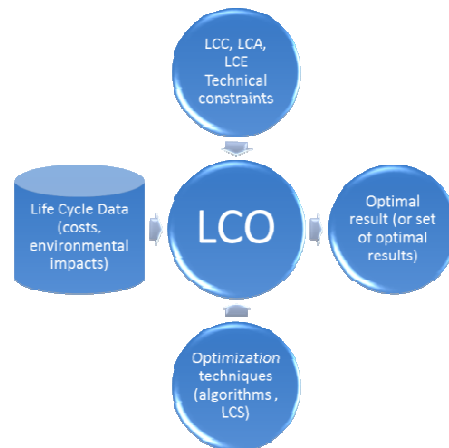 LCC, LCA,
LCE
Technical
constraints
Life Cycle Data
(costs,
environmental
impacts)
LCO
Optimal
result (or set
of optimal
results)
Optimization
techniques
(algorithms ,
LCS)